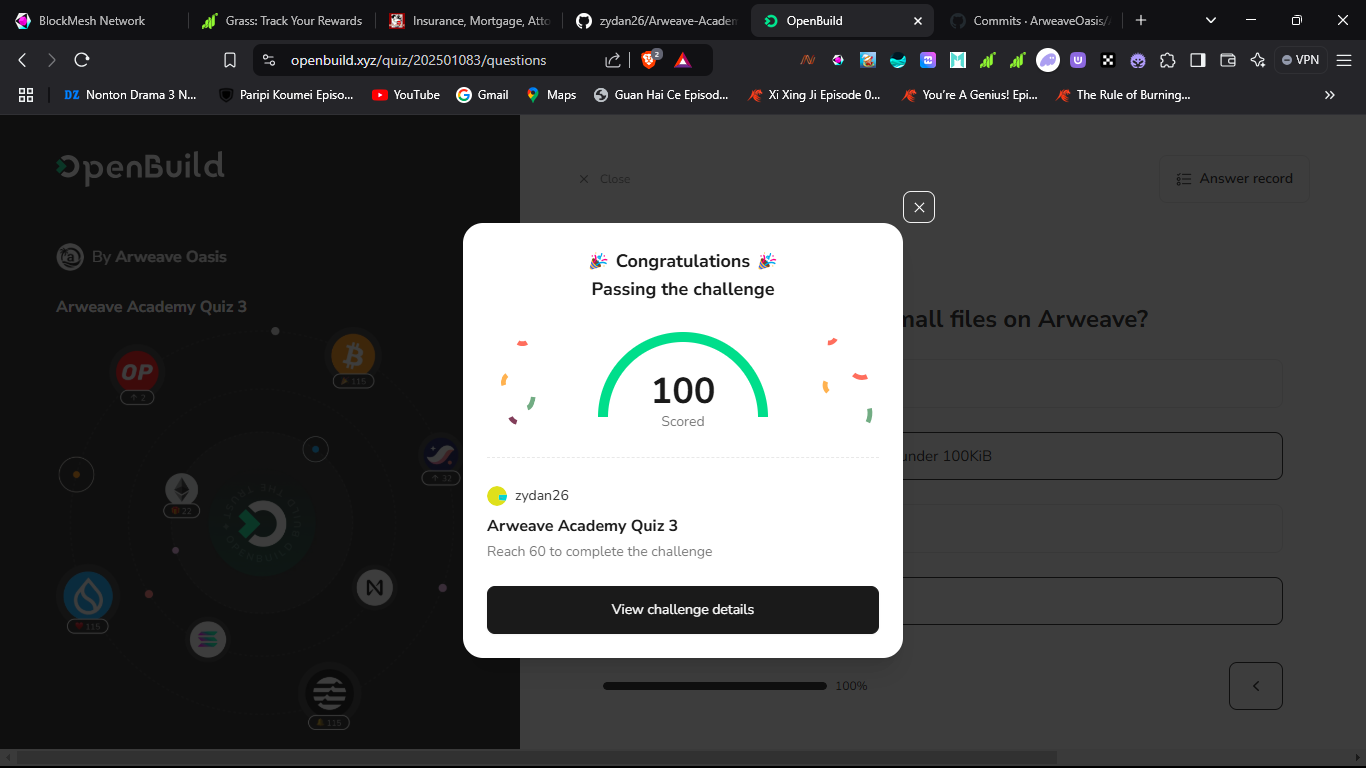 BlockMesh Network
Grass: Track Your Rewards
Insurance, Mortgage, Atto
zydan26/Arweave-Academ
OpenBuild
Commits · ArweaveOasis/
openbuild.xyz/quiz/202501083/questions
2
VPN
DZ Nonton Drama 3 N...
Paripi Koumei Episo...
YouTube
Gmail
Maps
Guan Hai Ce Episod...
Xi Xing Ji Episode 0...
You're A Genius! Epi...
The Rule of Burning...
OpenBuild
Close
Answer record
By Arweave Oasis
Arweave Academy Quiz 3
🎉 Congratulations 🎉
Passing the challenge
mall files on Arweave?
OP
2
115
100
Scored
under 100KiB
32
22
zydan26
Arweave Academy Quiz 3
Reach 60 to complete the challenge
View challenge details
115
100%
115